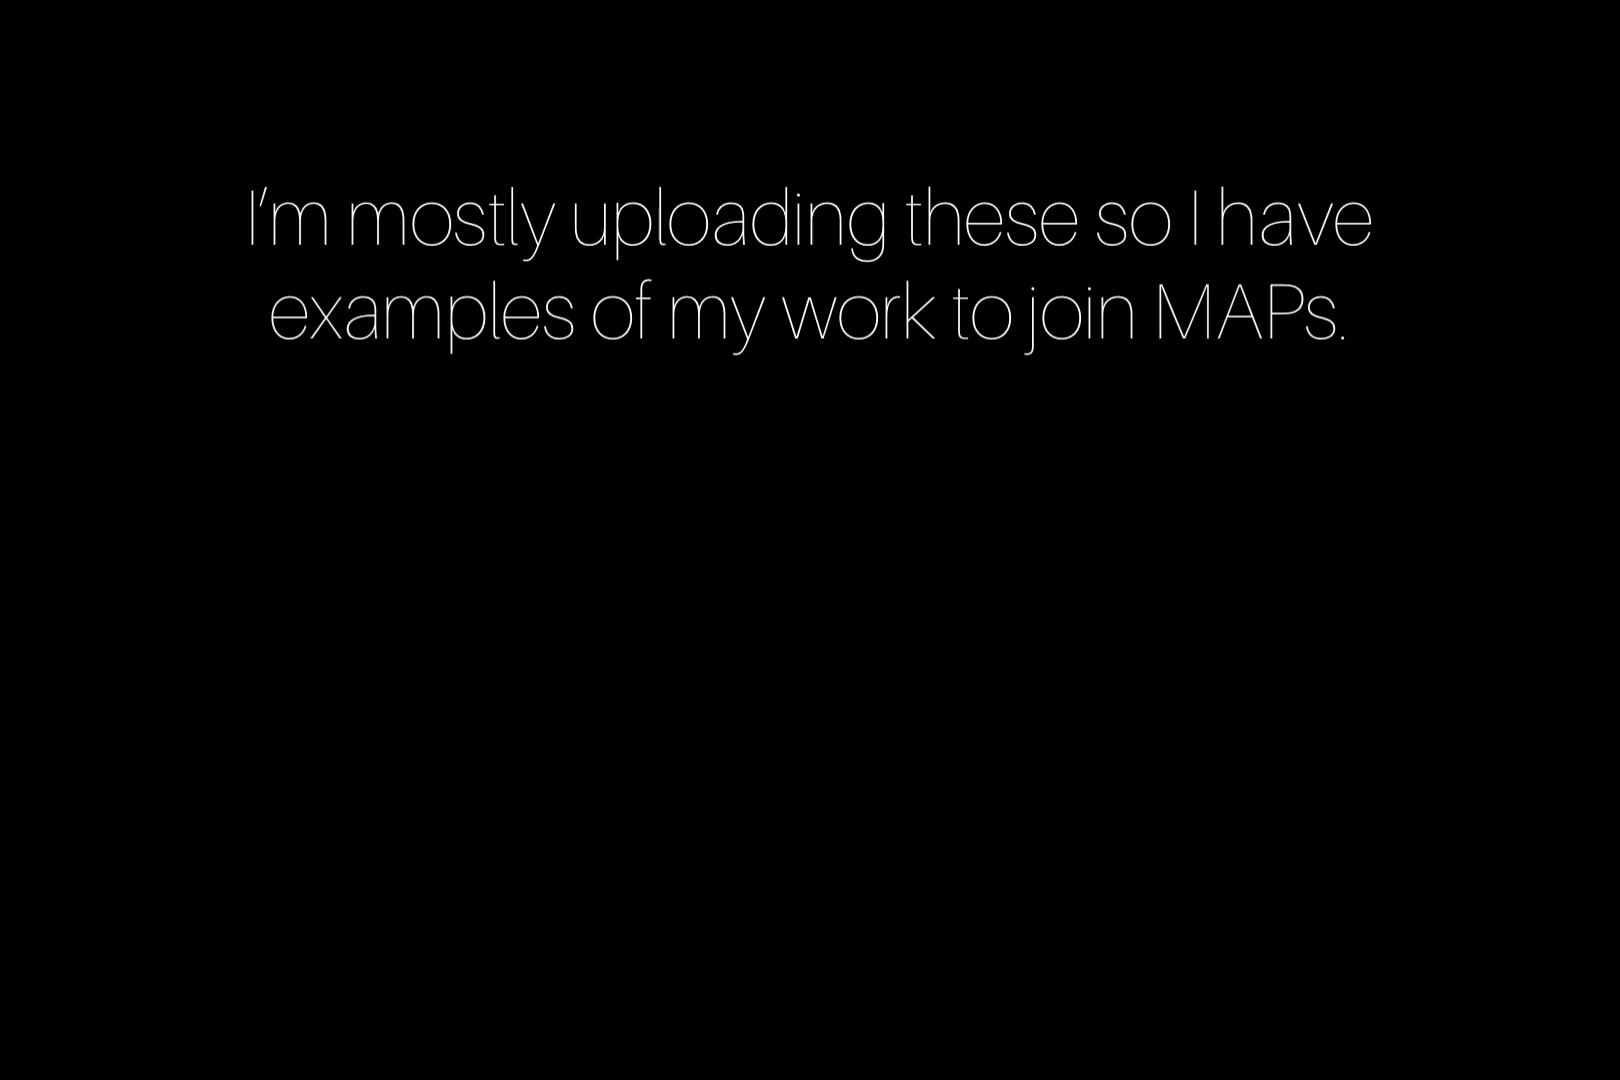 I’m mostly uploading these so I have
examples of my work to join MAPs.